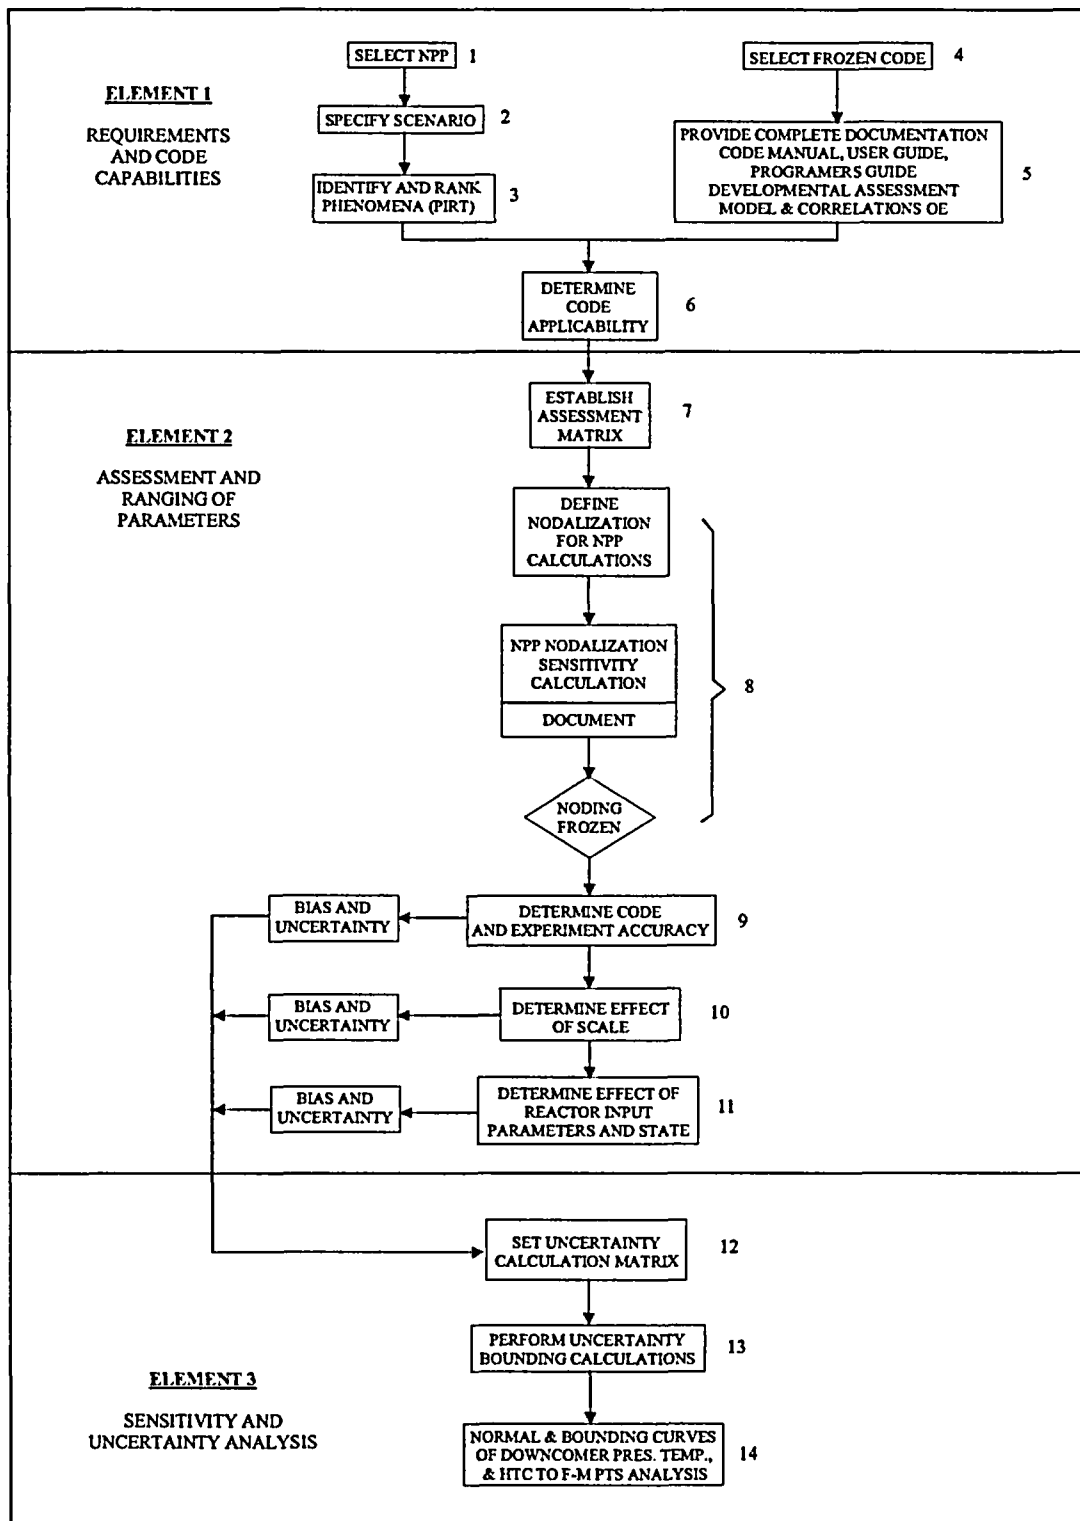 SELECT NPP 1
SELECT FROZEN CODE 4
ELEMENT 1
REQUIREMENTS
AND CODE
CAPABILITIES
SPECIFY SCENARIO 2
IDENTIFY AND RANK
PHENOMENA (PIRT) 3
PROVIDE COMPLETE DOCUMENTATION
CODE MANUAL, USER GUIDE,
PROGRAMERS GUIDE
DEVELOPMENTAL ASSESSMENT
MODEL & CORRELATIONS OE
5
DETERMINE
CODE
APPLICABILITY
6
ELEMENT 2
ASSESSMENT AND
RANGING OF
PARAMETERS
ESTABLISH
ASSESSMENT
MATRIX
7
DEFINE
NODALIZATION
FOR NPP
CALCULATIONS
NPP NODALIZATION
SENSITIVITY
CALCULATION
DOCUMENT
8
NODING
FROZEN
BIAS AND
UNCERTAINTY
DETERMINE CODE
AND EXPERIMENT ACCURACY
9
BIAS AND
UNCERTAINTY
DETERMINE EFFECT
OF SCALE
10
BIAS AND
UNCERTAINTY
DETERMINE EFFECT OF
REACTOR INPUT
PARAMETERS AND STATE
11
SET UNCERTAINTY
CALCULATION MATRIX
12
PERFORM UNCERTAINTY
BOUNDING CALCULATIONS
13
ELEMENT 3
SENSITIVITY AND
UNCERTAINTY ANALYSIS
NORMAL & BOUNDING CURVES
OF DOWNCOMER PRES. TEMP.,
& HTC TO F-M PTS ANALYSIS
14